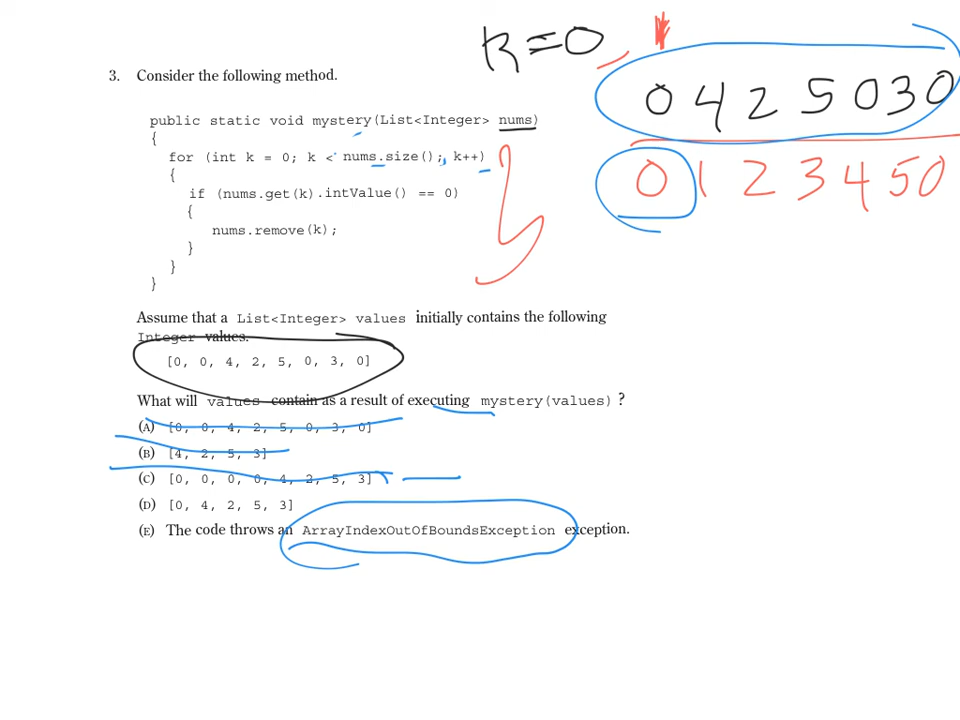 k=0
0 4 2 5 0 3 0
0 1 2 3 4 5 0
3. Consider the following method.
public static void mystery(List<Integer> nums)
{
for (int k = 0; k < nums.size(); k++)
{
if (nums.get(k).intValue() == 0)
{
nums.remove(k);
}
}
}
Assume that a List<Integer> values initially contains the following
Integer values.
[0, 0, 4, 2, 5, 0, 3, 0]
What will values contain as a result of executing mystery(values) ?
(A) [0, 0, 4, 2, 5, 0, 3, 0]
(B) [4, 2, 5, 3]
(C) [0, 0, 0, 0, 4, 2, 5, 3]
(D) [0, 4, 2, 5, 3]
(E) The code throws an ArrayIndexOutOfBoundsException exception.